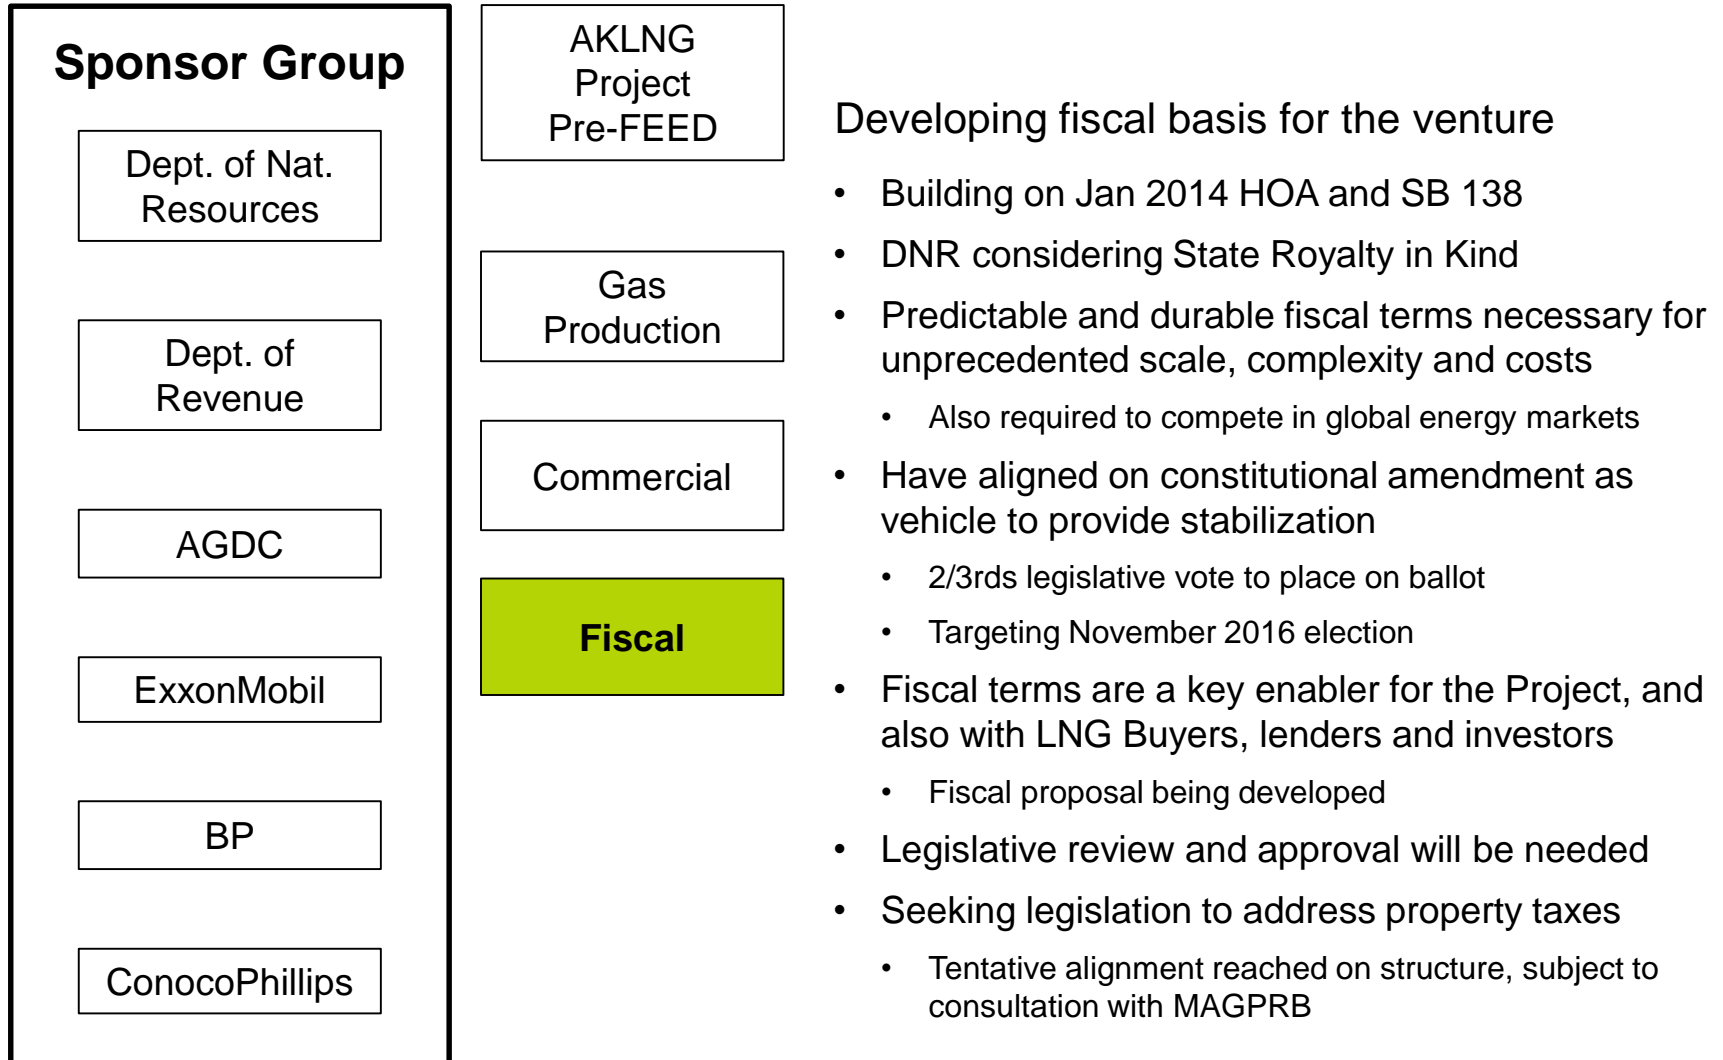 Sponsor Group
Dept. of Nat.
Resources
Dept. of
Revenue
AGDC
ExxonMobil
BP
ConocoPhillips
AKLNG
Project
Pre-FEED
Gas
Production
Commercial
Fiscal
Developing fiscal basis for the venture
• Building on Jan 2014 HOA and SB 138
• DNR considering State Royalty in Kind
• Predictable and durable fiscal terms necessary for
unprecedented scale, complexity and costs
• Also required to compete in global energy markets
• Have aligned on constitutional amendment as
vehicle to provide stabilization
• 2/3rds legislative vote to place on ballot
• Targeting November 2016 election
• Fiscal terms are a key enabler for the Project, and
also with LNG Buyers, lenders and investors
• Fiscal proposal being developed
• Legislative review and approval will be needed
• Seeking legislation to address property taxes
• Tentative alignment reached on structure, subject to
consultation with MAGPRB